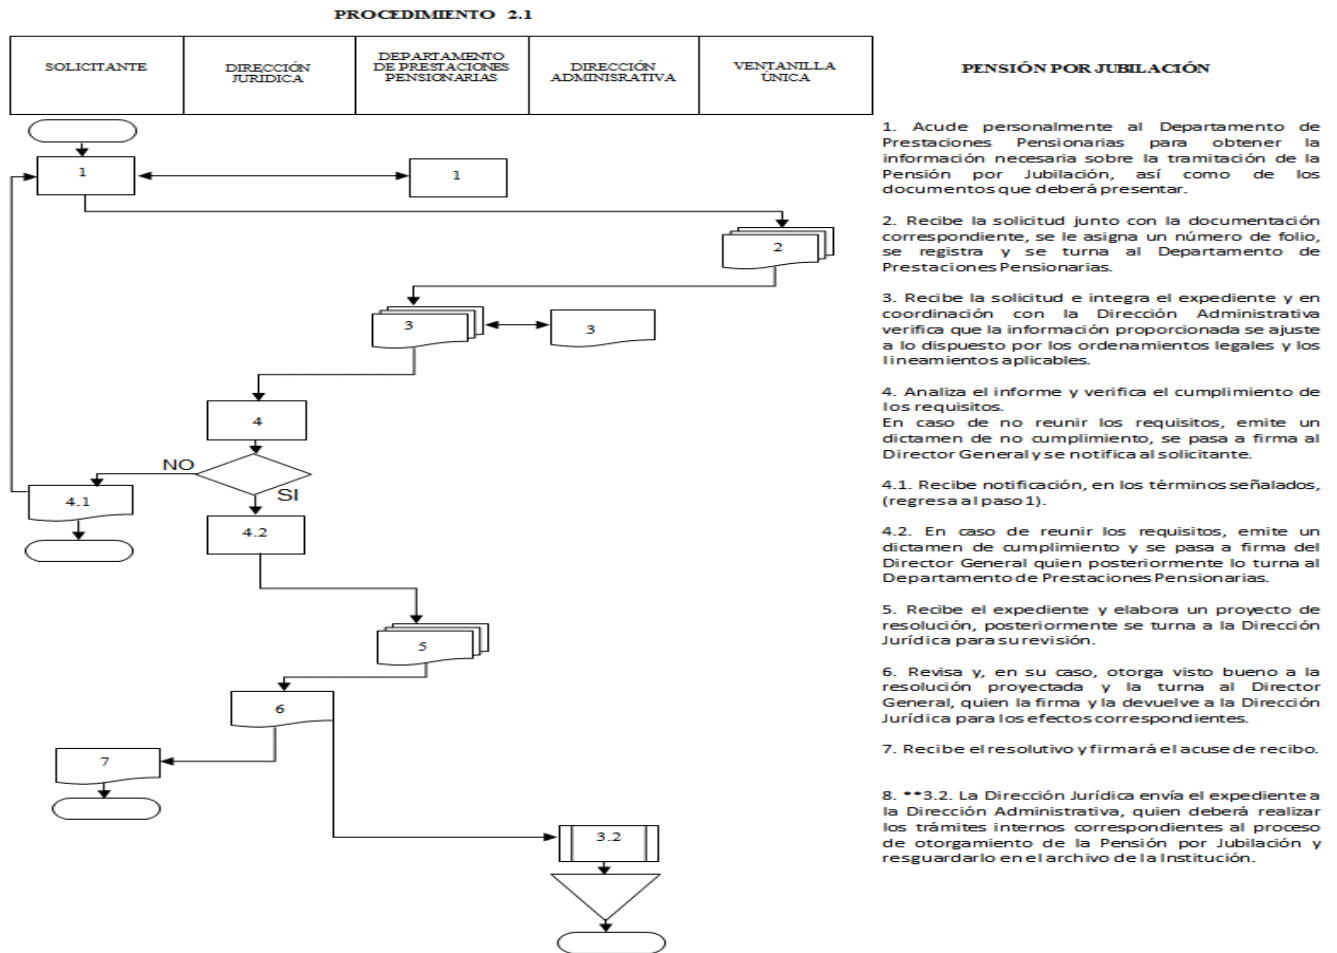 PROCEDIMIENTO 2.1
SOLICITANTE
DIRECCIÓN
JURIDICA
DEPARTAMENTO
DE PRESTACIONES
PENSIONARIAS
DIRECCIÓN
ADMINISRATIVA
VENTANILLA
ÚNICA
PENSIÓN POR JUBILACIÓN
1
1
2
3
3
4
NO
SI
4.1
4.2
5
6
7
3.2
1. Acude personalmente al Departamento de
Prestaciones Pensionarias para obtener la
información necesaria sobre la tramitación de la
Pensión por Jubilación, así como de los
documentos que deberá presentar.
2. Recibe la solicitud junto con la documentación
correspondiente, se le asigna un número de folio,
se registra y se turna al Departamento de
Prestaciones Pensionarias.
3. Recibe la solicitud e integra el expediente y en
coordinación con la Dirección Administrativa
verifica que la información proporcionada se ajuste
a lo dispuesto por los ordenamientos legales y los
lineamientos aplicables.
4. Analiza el informe y verifica el cumplimiento de
los requisitos.
En caso de no reunir los requisitos, emite un
dictamen de no cumplimiento, se pasa a firma al
Director General y se notifica al solicitante.
4.1. Recibe notificación, en los términos señalados,
(regresa al paso 1).
4.2. En caso de reunir los requisitos, emite un
dictamen de cumplimiento y se pasa a firma del
Director General quien posteriormente lo turna al
Departamento de Prestaciones Pensionarias.
5. Recibe el expediente y elabora un proyecto de
resolución, posteriormente se turna a la Dirección
Jurídica para su revisión.
6. Revisa y, en su caso, otorga visto bueno a la
resolución proyectada y la turna al Director
General, quien la firma y la devuelve a la Dirección
Jurídica para los efectos correspondientes.
7. Recibe el resolutivo y firmará el acuse de recibo.
8. **3.2. La Dirección Jurídica envía el expediente a
la Dirección Administrativa, quien deberá realizar
los trámites internos correspondientes al proceso
de otorgamiento de la Pensión por Jubilación y
resguardarlo en el archivo de la Institución.